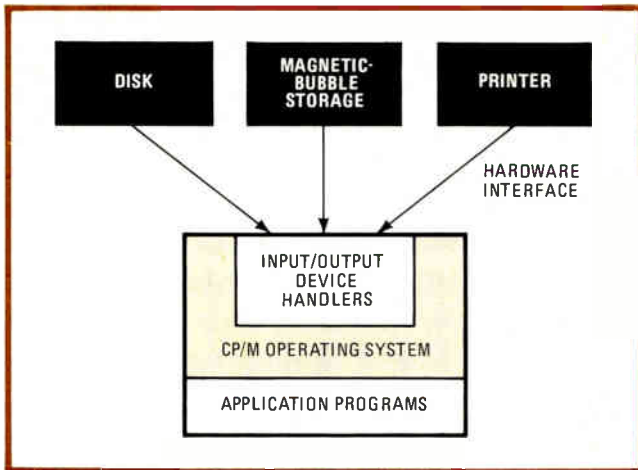 DISK
MAGNETIC-
BUBBLE
STORAGE
PRINTER
HARDWARE
INTERFACE
INPUT/OUTPUT
DEVICE
HANDLERS
CP/M OPERATING SYSTEM
APPLICATION PROGRAMS